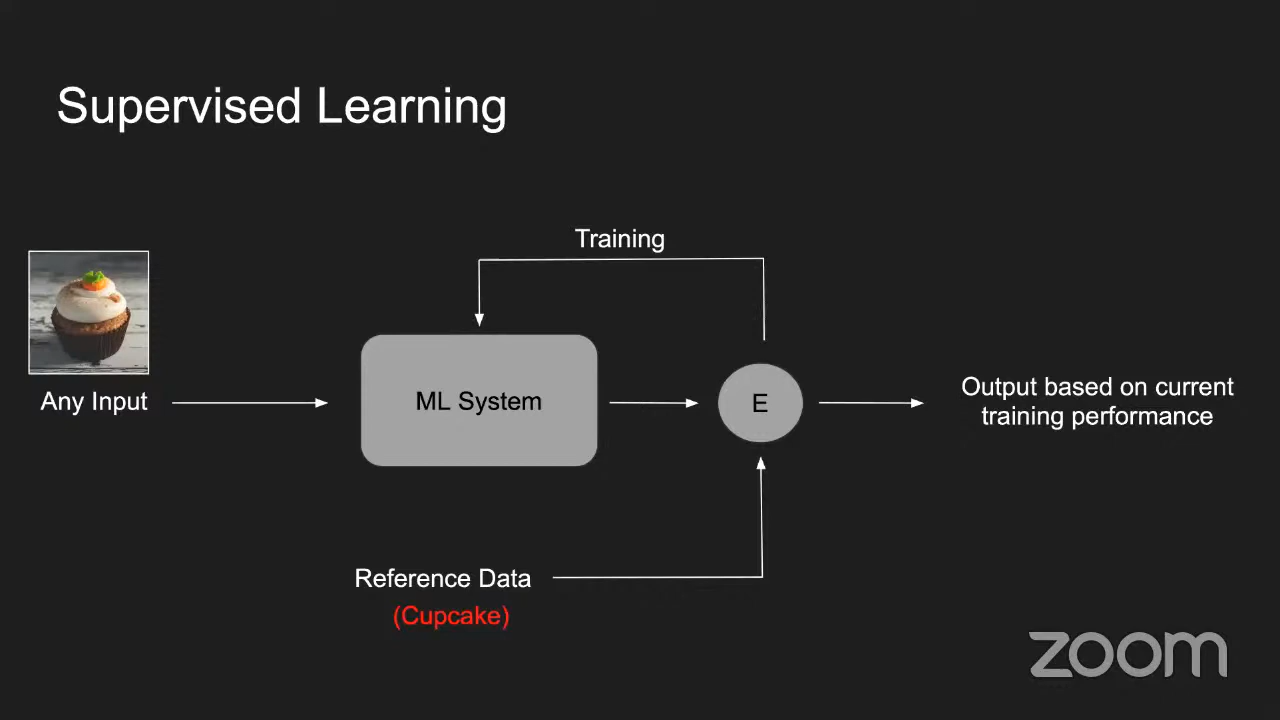 Supervised Learning
Training
Any Input
ML System
E
Output based on current
training performance
Reference Data
(Cupcake)
zoom